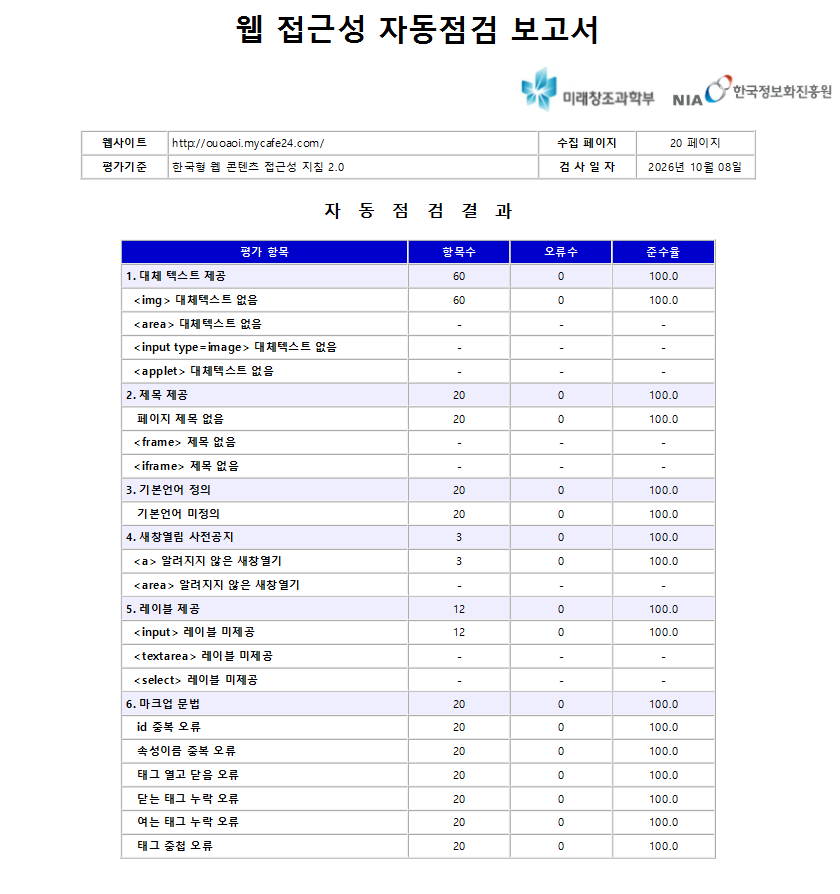 웹 접근성 자동점검 보고서
미래창조과학부 NIA 한국정보화진흥원
웹사이트 http://ouoaoi.mycafe24.com/ 수집 페이지 20 페이지
평가기준 한국형 웹 콘텐츠 접근성 지침 2.0 검 사 일 자 2026년 10월 08일
자 동 점 검 결 과
평가 항목 항목수 오류수 준수율
1. 대체 텍스트 제공 60 0 100.0
<img> 대체텍스트 없음 60 0 100.0
<area> 대체텍스트 없음 - - -
<input type=image> 대체텍스트 없음 - - -
<applet> 대체텍스트 없음 - - -
2. 제목 제공 20 0 100.0
페이지 제목 없음 20 0 100.0
<frame> 제목 없음 - - -
<iframe> 제목 없음 - - -
3. 기본언어 정의 20 0 100.0
기본언어 미정의 20 0 100.0
4. 새창열림 사전공지 3 0 100.0
<a> 알려지지 않은 새창열기 3 0 100.0
<area> 알려지지 않은 새창열기 - - -
5. 레이블 제공 12 0 100.0
<input> 레이블 미제공 12 0 100.0
<textarea> 레이블 미제공 - - -
<select> 레이블 미제공 - - -
6. 마크업 문법 20 0 100.0
id 중복 오류 20 0 100.0
속성이름 중복 오류 20 0 100.0
태그 열고 닫음 오류 20 0 100.0
닫는 태그 누락 오류 20 0 100.0
여는 태그 누락 오류 20 0 100.0
태그 중첩 오류 20 0 100.0